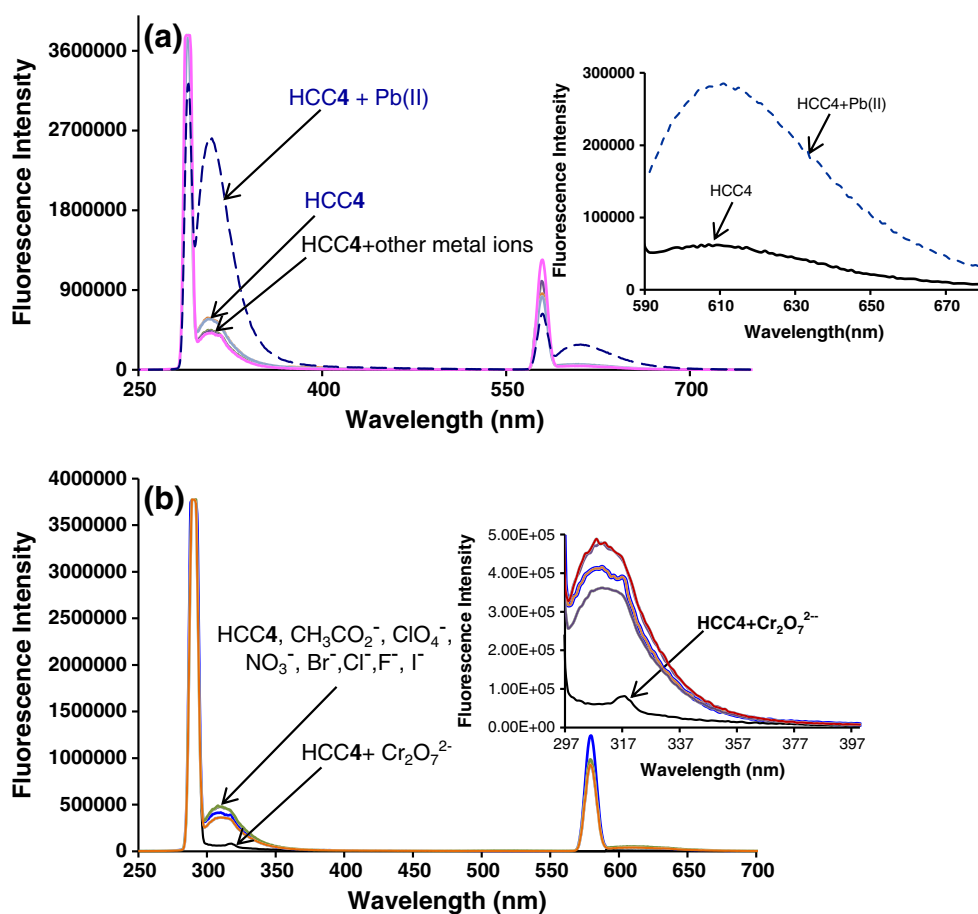 (a)
3600000
2700000
1800000
900000
0
Fluorescence Intensity
HCC4 + Pb(II)
HCC4
HCC4+other metal ions
250
400
550
700
Wavelength (nm)
300000
200000
100000
0
Fluorescence Intensity
HCC4+Pb(II)
HCC4
590
610
630
650
670
Wavelength(nm)
(b)
4000000
3500000
3000000
2500000
2000000
1500000
1000000
500000
0
Fluorescence Intensity
HCC4, CH₃CO₂⁻, ClO₄⁻,
NO₃⁻, Br⁻,Cl⁻,F⁻, I⁻
HCC4+ Cr₂O₇²⁻
250
300
350
400
450
500
550
600
650
700
Wavelength (nm)
5.00E+05
4.00E+05
3.00E+05
2.00E+05
1.00E+05
0.00E+00
Fluorescence Intensity
HCC4+Cr₂O₇²⁻⁻
297
317
337
357
377
397
Wavelength (nm)